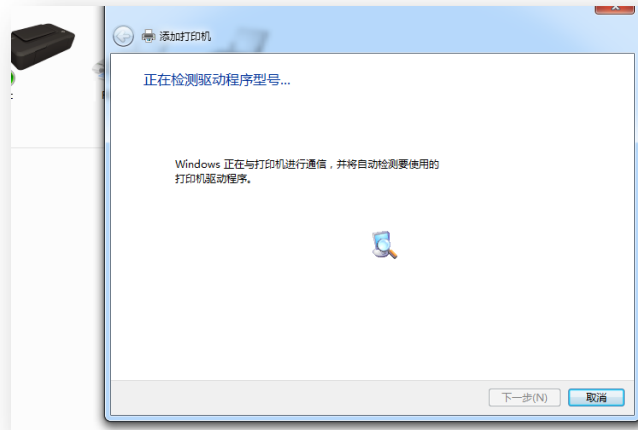 添加打印机
正在检测驱动程序型号...
Windows 正在与打印机进行通信，并将自动检测要使用的
打印机驱动程序。
下一步(N)
取消